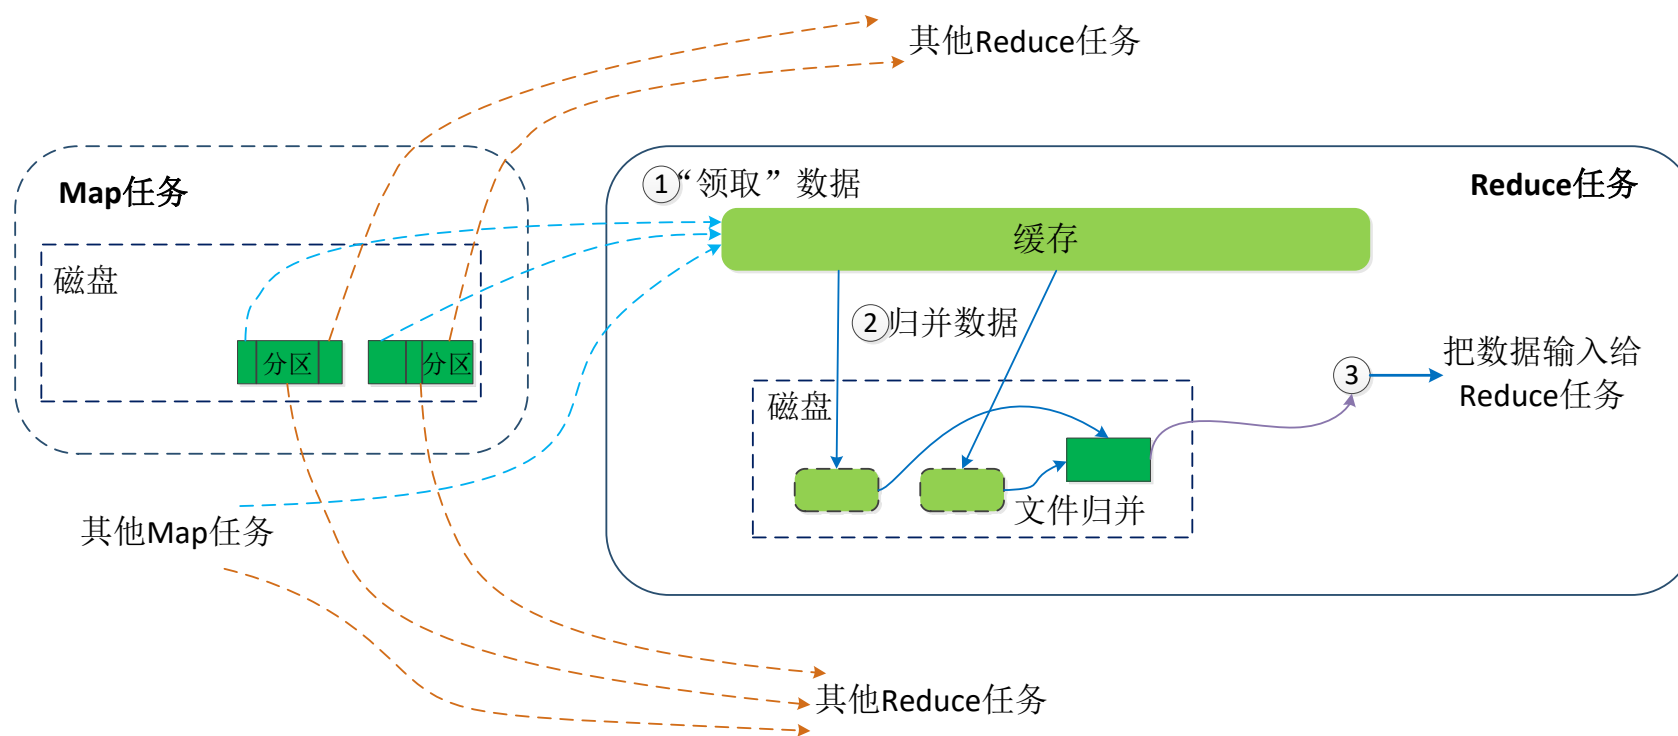 其他Reduce任务
Map任务
磁盘
分区
分区
其他Map任务
①“领取”数据
Reduce任务
缓存
②归并数据
磁盘
文件归并
③
把数据输入给
Reduce任务
其他Reduce任务